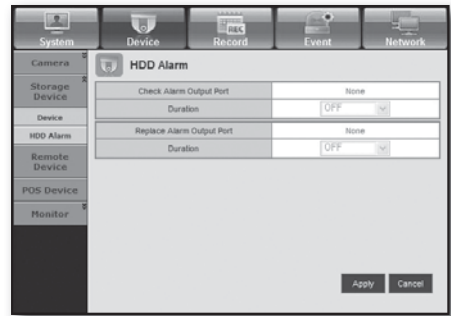 System Device Record Event Network
REC
Camera
Storage
Device
Device
HDD Alarm
Remote
Device
POS Device
Monitor
HDD Alarm
Check Alarm Output Port None
Duration OFF
Replace Alarm Output Port None
Duration OFF
Apply Cancel